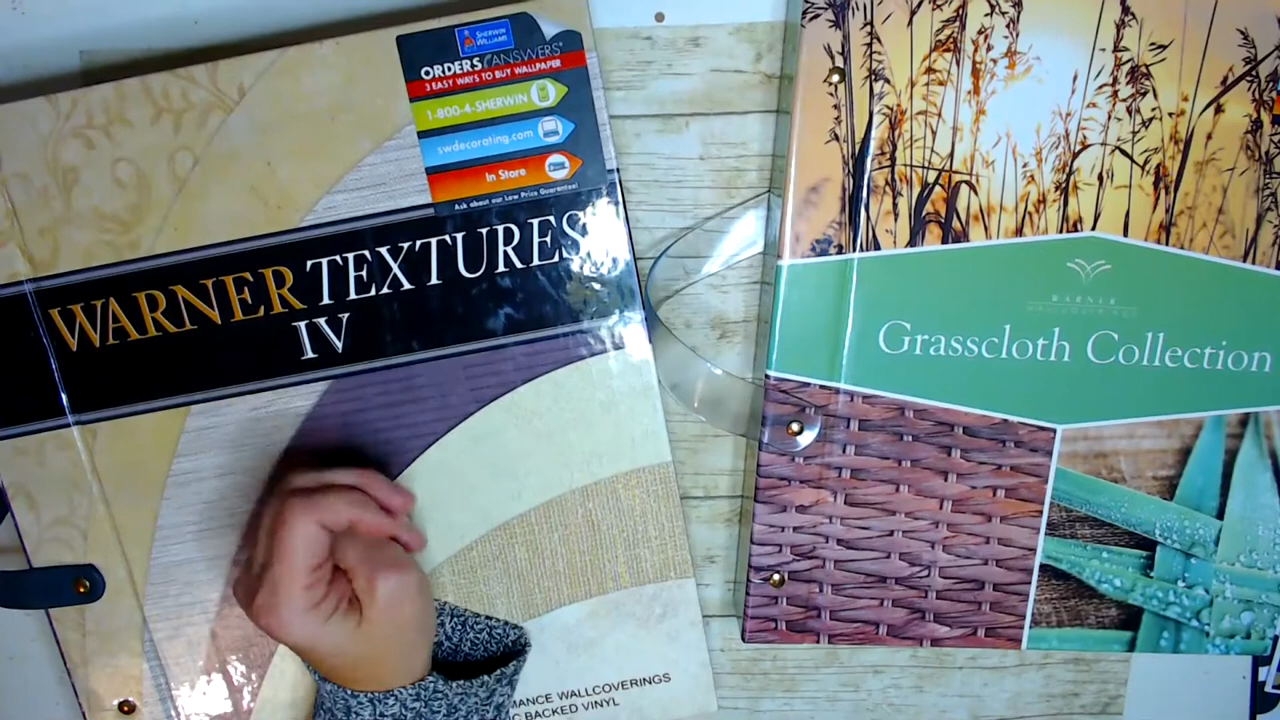 SHERWIN
WILLIAMS
ORDERS ANSWERS
3 EASY WAYS TO BUY WALLPAPER
1-800-4-SHERWIN
swdecorating.com
In Store
Ask about our Low Price Guarantee!
WARNER TEXTURES
IV
MANCE WALLCOVERINGS
C BACKED VINYL
WARNER
Grasscloth Collection